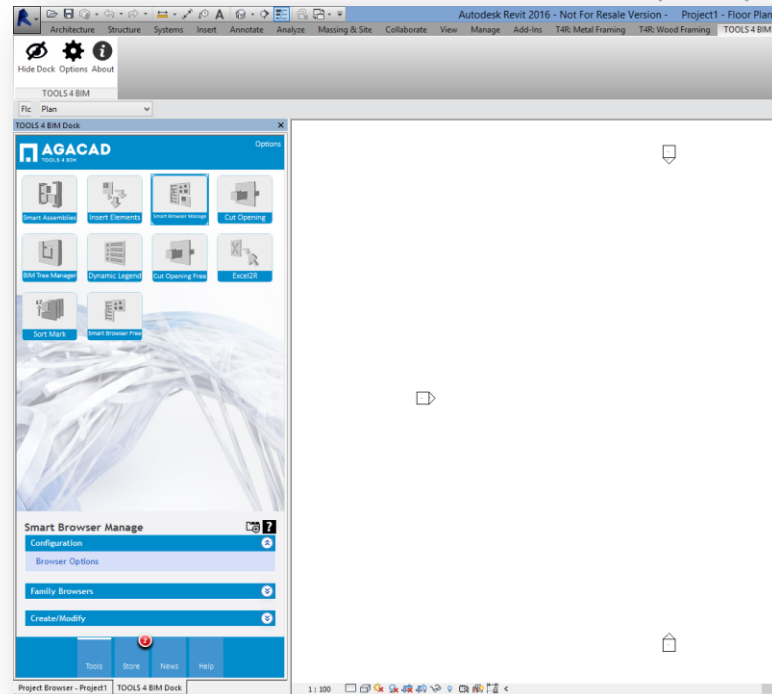 Autodesk Revit 2016 - Not For Resale Version - Project1 - Floor Plan
Architecture Structure Systems Insert Annotate Analyze Massing & Site Collaborate View Manage Add-Ins T4R: Metal Framing T4R: Wood Framing TOOLS 4 BIM
Hide Dock Options About
TOOLS 4 BIM
Flc Plan
TOOLS 4 BIM Dock
Options
AGACAD
TOOLS 4 BIM
Smart Assemblies Insert Elements Smart Browser Manage Cut Opening
BIM Tree Manager Dynamic Legend Cut Opening Free Excel2R
Sort Mark Smart Browser Free
Smart Browser Manage
Configuration
Browser Options
Family Browsers
Create/Modify
2
Tools Store News Help
Project Browser - Project1 TOOLS 4 BIM Dock
1 : 100